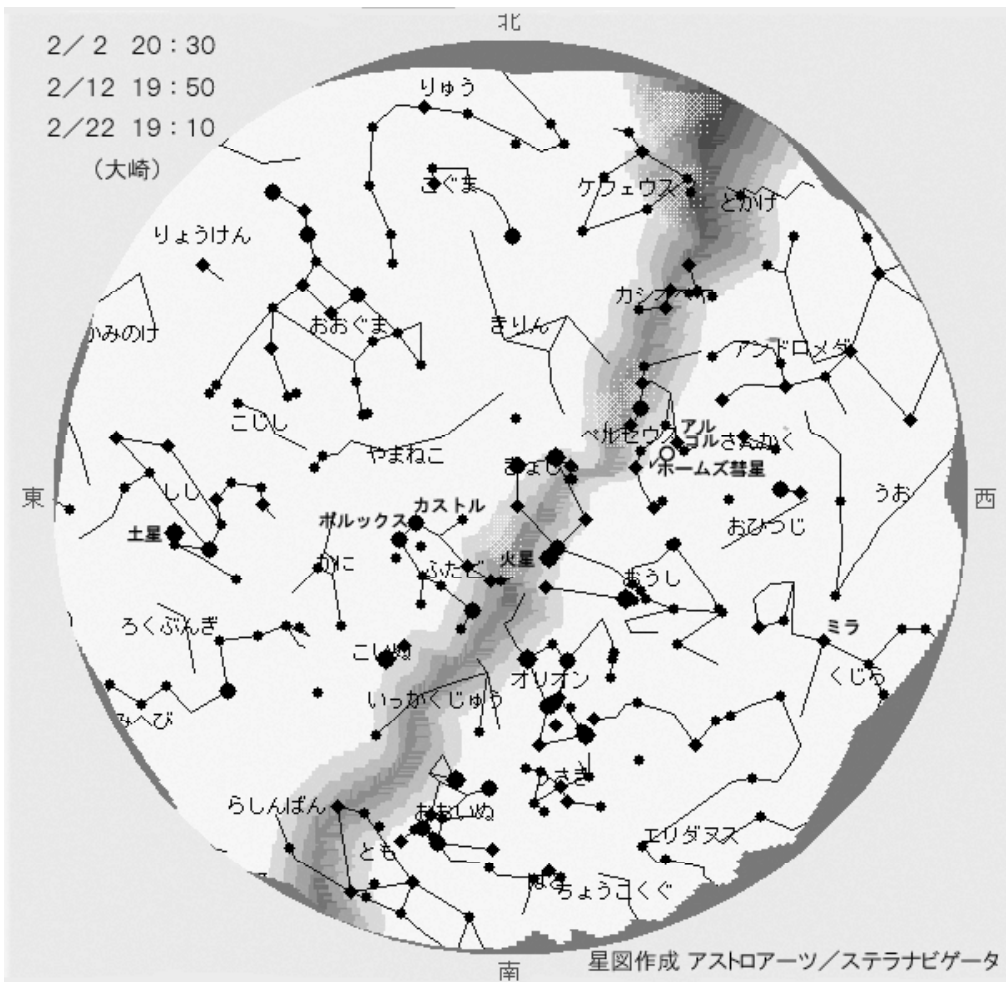 北
2/ 2 20:30
2/12 19:50
2/22 19:10
(大崎)
りゅう
こぐま
ケフェウス
とかげ
りょうけん
カシオペヤ
かみのけ
おおぐま
きりん
アンドロメダ
こじし
アル
ゴル
ペルセウス
さんかく
やまねこ
ぎょしゃ
ホームズ彗星
東
しし
カストル
うお
西
ポルックス
おひつじ
土星
火星
かに
ふたご
おうし
ろくぶんぎ
ミラ
こいぬ
オリオン
くじら
いっかくじゅう
うみへび
うさぎ
らしんばん
おおいぬ
エリダヌス
とも
はと
ちょうこくぐ
南
星図作成 アストロアーツ/ステラナビゲータ